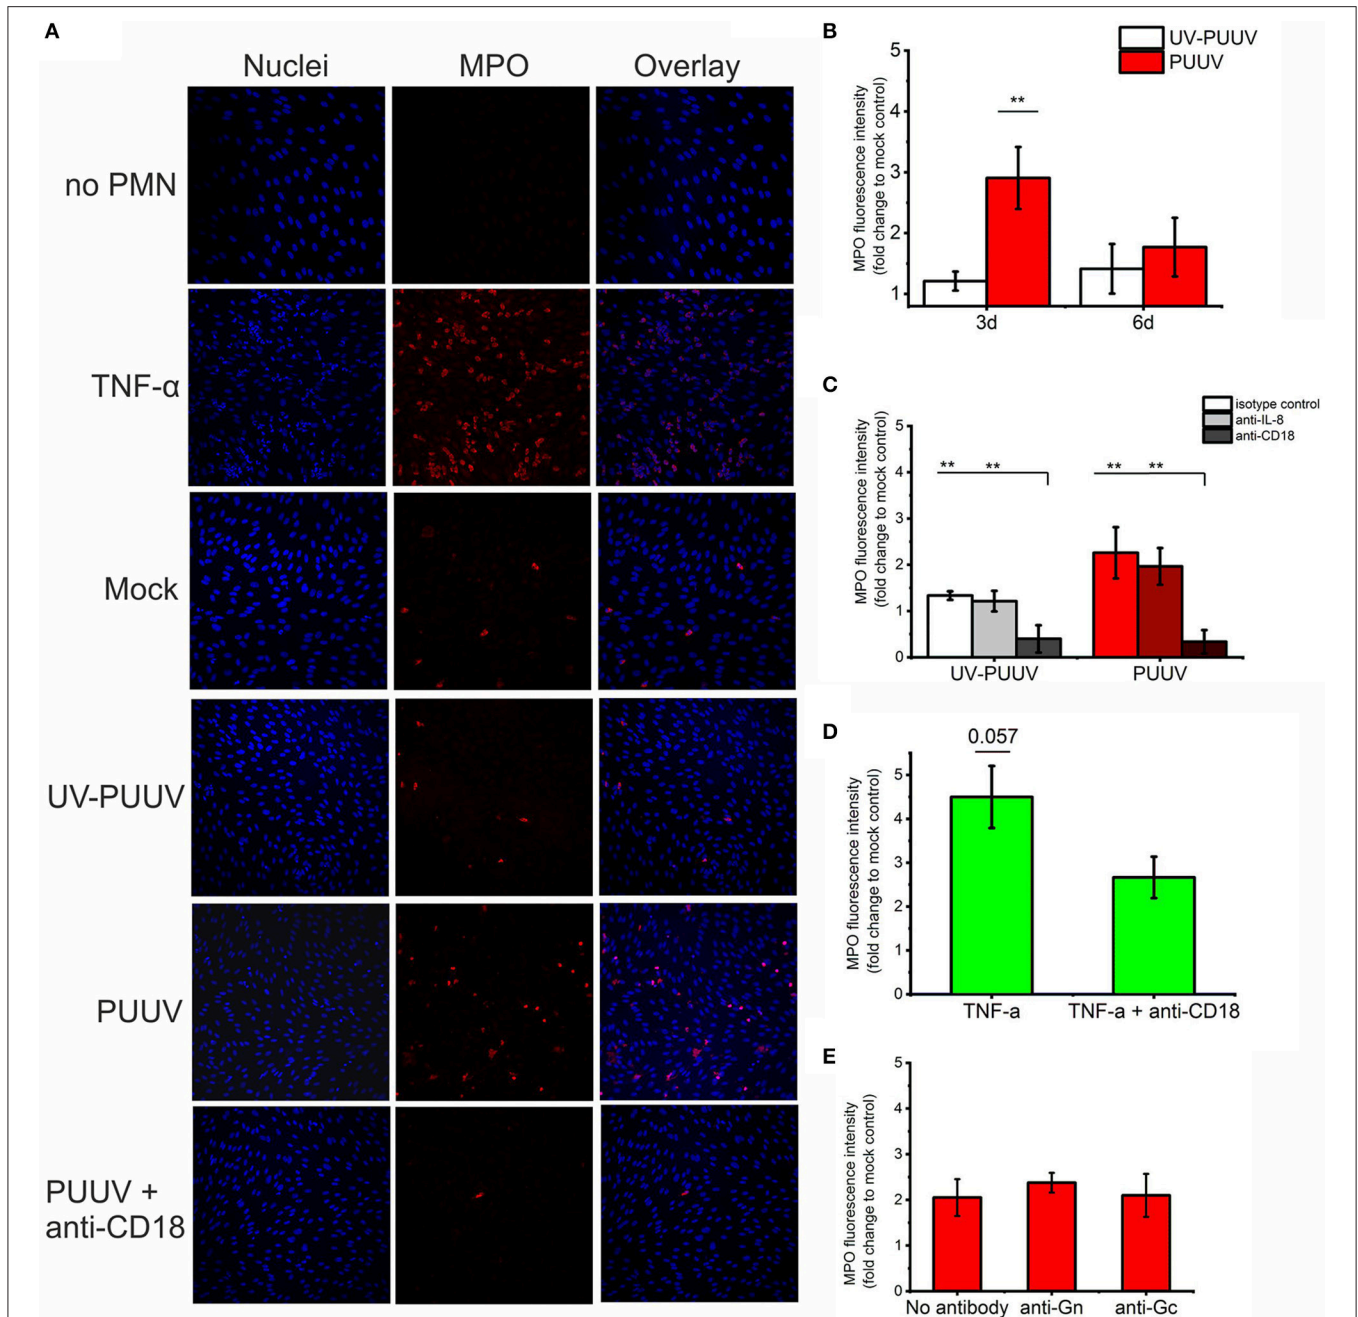 A
Nuclei MPO Overlay
no PMN
TNF-α
Mock
UV-PUUV
PUUV
PUUV +
anti-CD18
B
UV-PUUV
PUUV
MPO fluorescence intensity
(fold change to mock control)
5
4
3
2
1
**
3d 6d
C
isotype control
anti-IL-8
anti-CD18
MPO fluorescence intensity
(fold change to mock control)
5
4
3
2
1
0
** ** ** **
UV-PUUV PUUV
D
0.057
MPO fluorescence intensity
(fold change to mock control)
5
4
3
2
1
0
TNF-a TNF-a + anti-CD18
E
MPO fluorescence intensity
(fold change to mock control)
5
4
3
2
1
0
No antibody anti-Gn anti-Gc